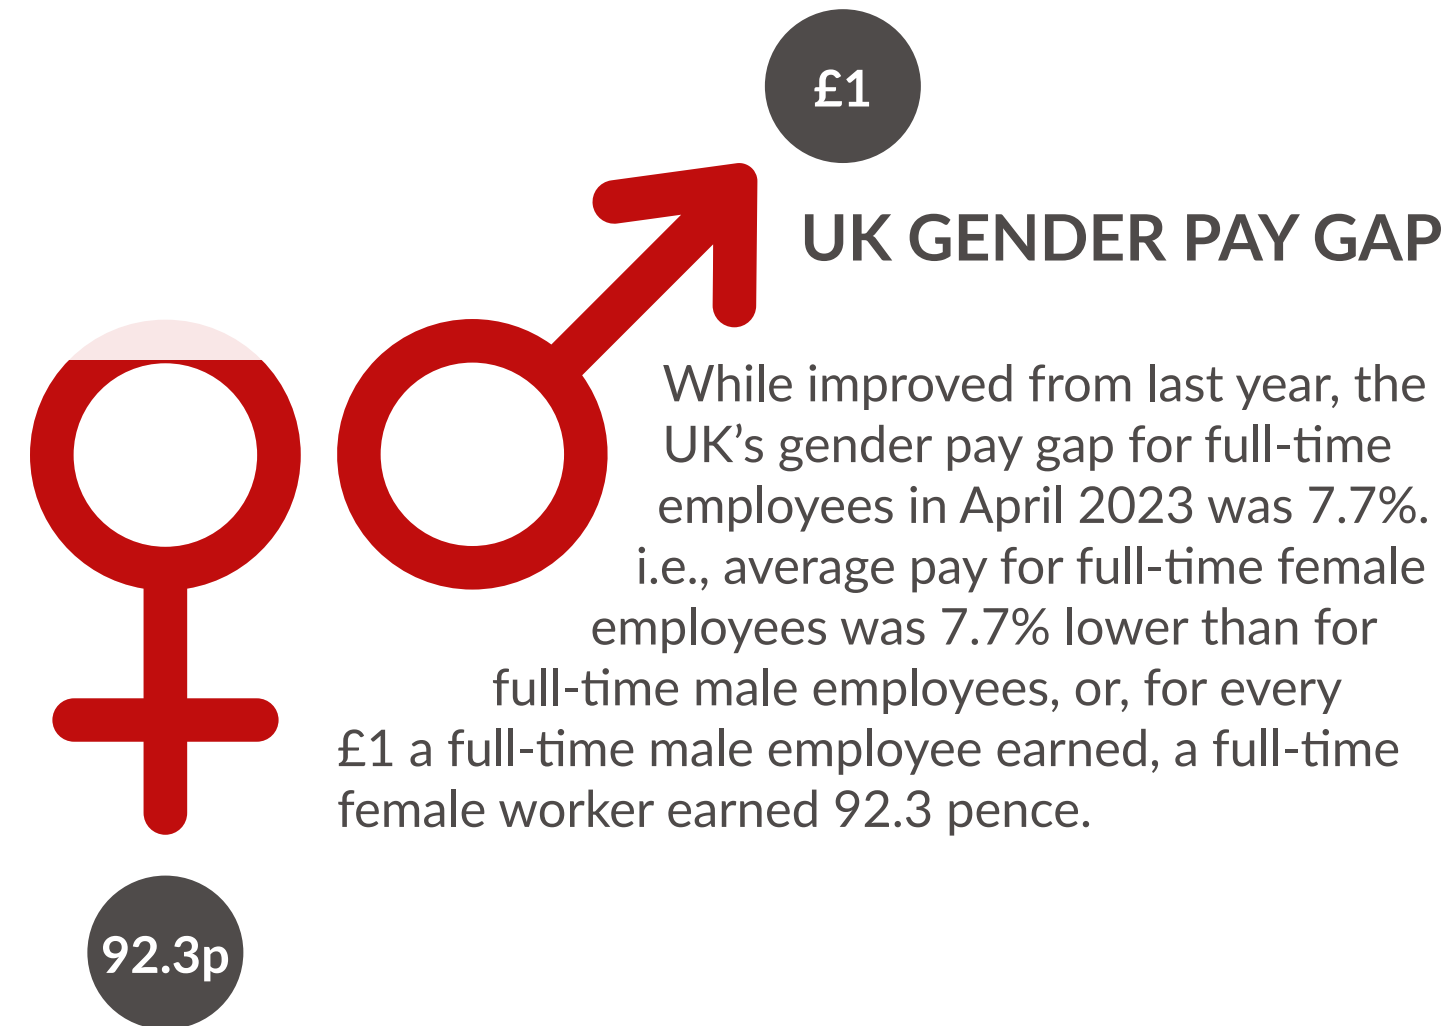 £1
UK GENDER PAY GAP
While improved from last year, the
UK’s gender pay gap for full-time
employees in April 2023 was 7.7%.
i.e., average pay for full-time female
employees was 7.7% lower than for
full-time male employees, or, for every
£1 a full-time male employee earned, a full-time
female worker earned 92.3 pence.
92.3p